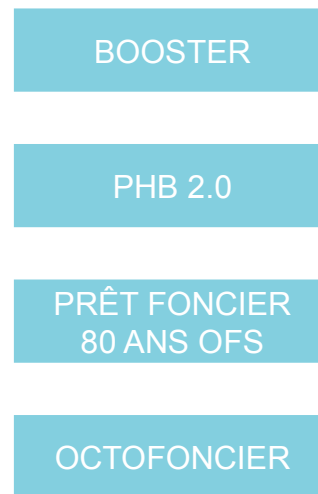 BOOSTER
PHB 2.0
PRÊT FONCIER
80 ANS OFS
OCTOFONCIER